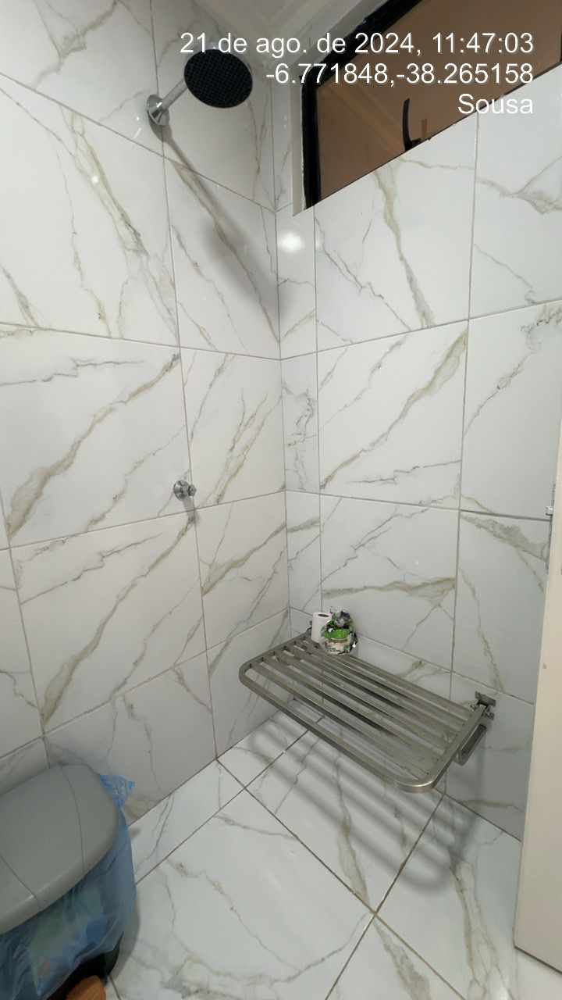 21 de ago. de 2024, 11:47:03
-6.771848,-38.265158
Sousa